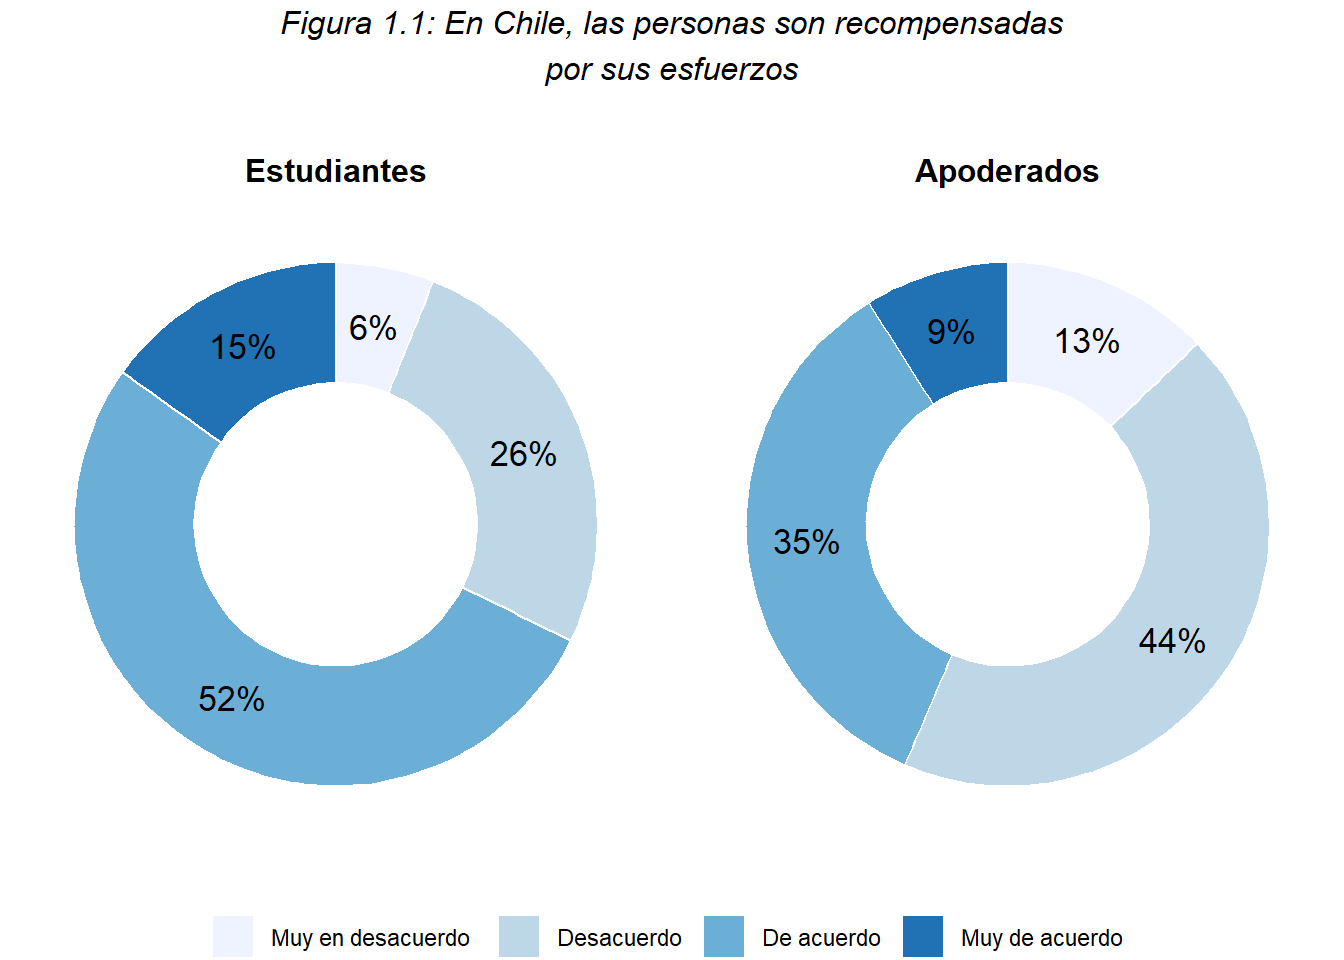 Figura 1.1: En Chile, las personas son recompensadas
por sus esfuerzos
Estudiantes
6%
15%
26%
52%
Apoderados
9%
13%
35%
44%
Muy en desacuerdo
Desacuerdo
De acuerdo
Muy de acuerdo